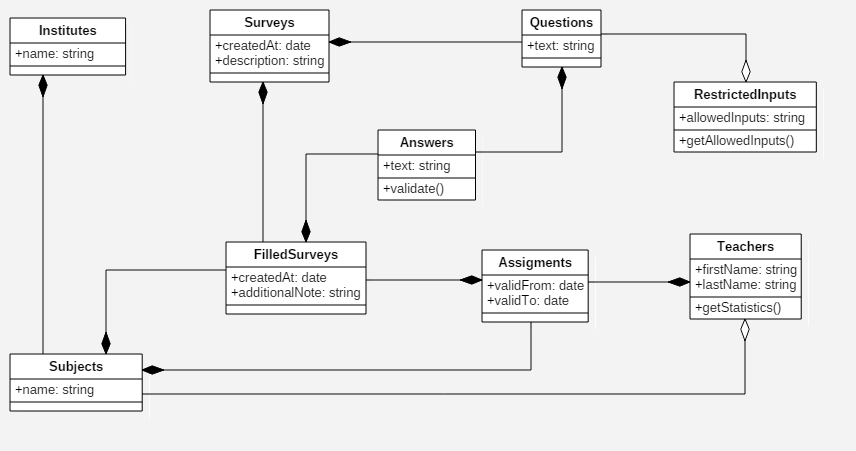 Institutes
+name: string
Surveys
+createdAt: date
+description: string
Questions
+text: string
RestrictedInputs
+allowedInputs: string
+getAllowedInputs()
Answers
+text: string
+validate()
FilledSurveys
+createdAt: date
+additionalNote: string
Assigments
+validFrom: date
+validTo: date
Teachers
+firstName: string
+lastName: string
+getStatistics()
Subjects
+name: string